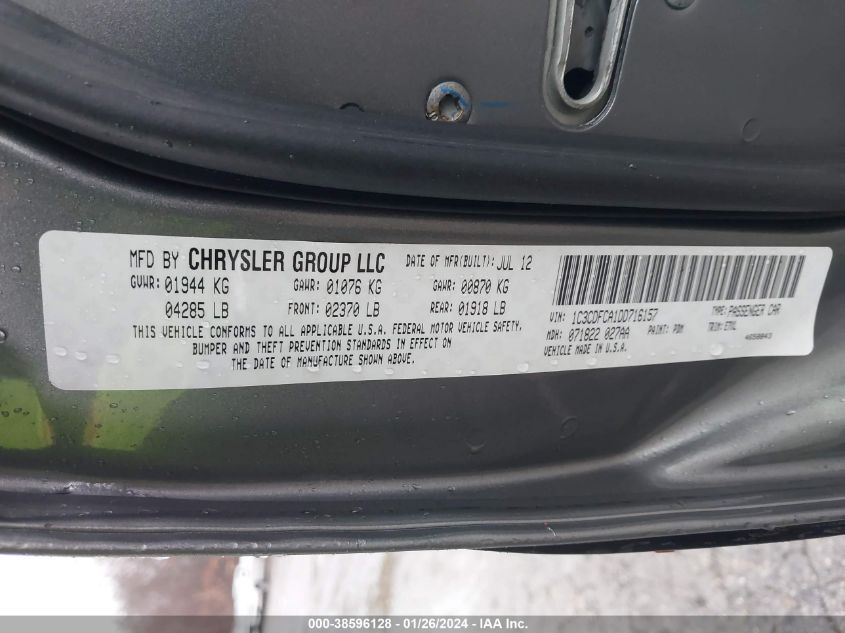 MFD BY CHRYSLER GROUP LLC DATE OF MFR(BUILT): JUL 12
GVWR: 01944 KG GAWR: 01076 KG GAWR: 00970 KG
04285 LB FRONT: 02370 LB REAR: 01918 LB
THIS VEHICLE CONFORMS TO ALL APPLICABLE U.S.A. FEDERAL MOTOR VEHICLE SAFETY,
BUMPER AND THEFT PREVENTION STANDARDS IN EFFECT ON
THE DATE OF MANUFACTURE SHOWN ABOVE.
VIN: 1C3CDFCA1DD716157 TYPE: PASSENGER CAR
MDH: 071822 027AA PAINT: PDM TRIM: ETNL
VEHICLE MADE IN U.S.A. 4650043
000-38596128 - 01/26/2024 - IAA Inc.